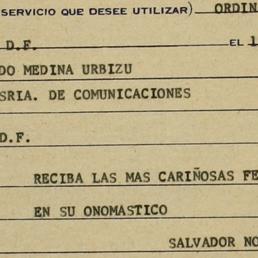 SERVICIO QUE DESEE UTILIZAR) ORDIN
D.F. EL 1
DO MEDINA URBIZU
SRIA. DE COMUNICACIONES
D.F.
RECIBA LAS MAS CARIÑOSAS FE
EN SU ONOMASTICO
SALVADOR NO